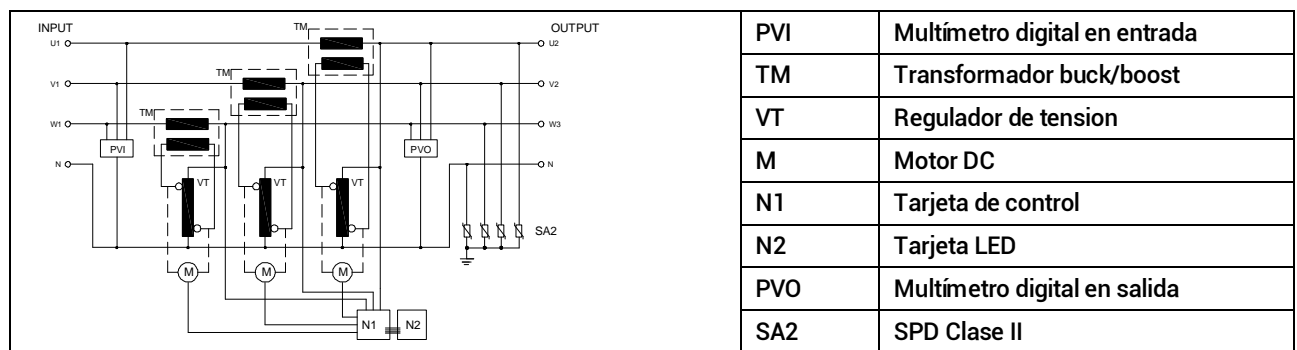 INPUT
OUTPUT
TM
U1
U2
TM
V1
V2
TM
W1
W3
PVI
PVO
N
N
VT
VT
VT
SA2
M
M
M
N1
N2
PVI Multímetro digital en entrada
TM Transformador buck/boost
VT Regulador de tension
M Motor DC
N1 Tarjeta de control
N2 Tarjeta LED
PVO Multímetro digital en salida
SA2 SPD Clase II